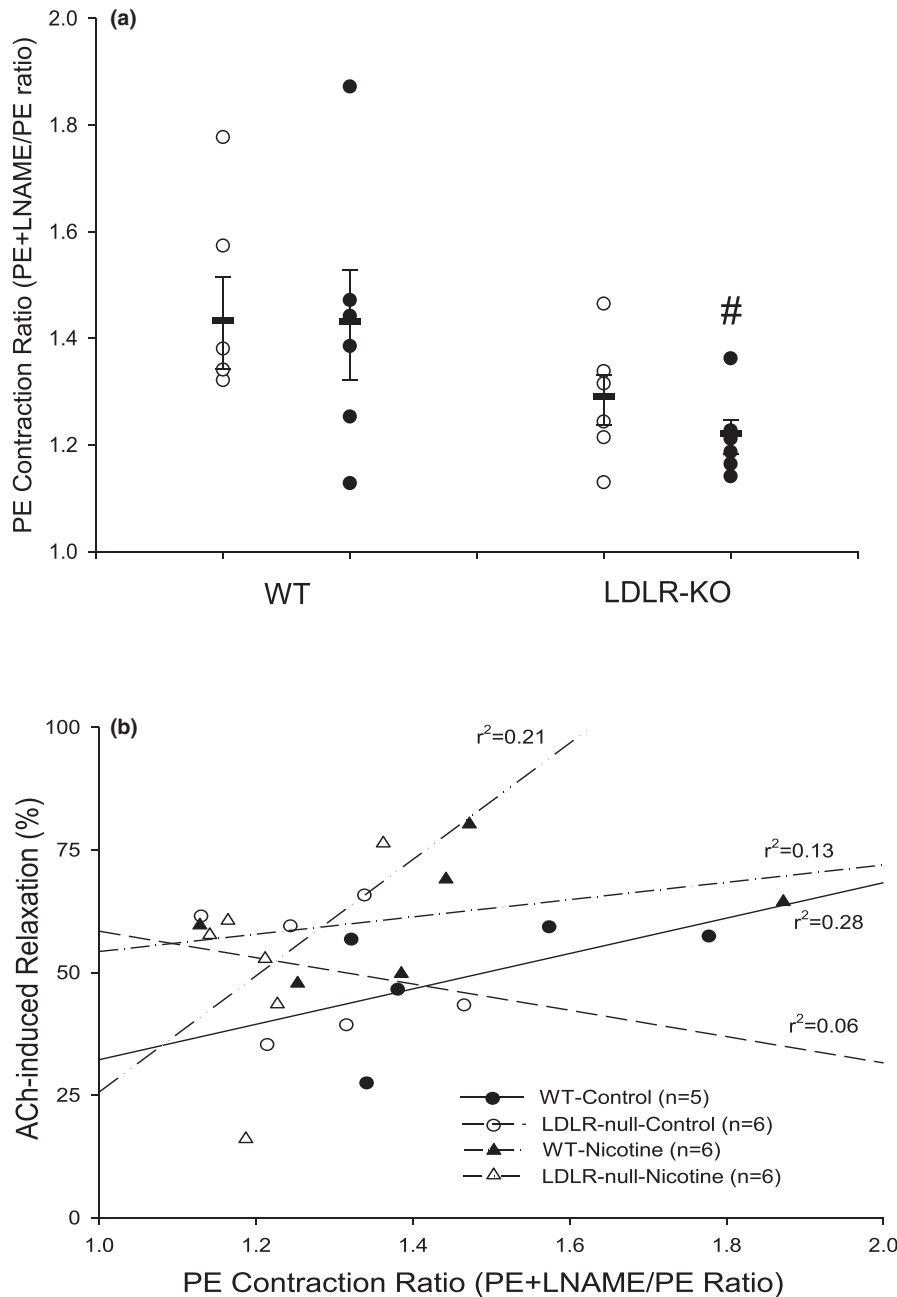 (a)
PE Contraction Ratio (PE+LNAME/PE ratio)
2.0
1.8
1.6
1.4
1.2
1.0
#
WT
LDLR-KO
(b)
ACh-induced Relaxation (%)
100
75
50
25
0
r²=0.21
r²=0.13
r²=0.28
r²=0.06
WT-Control (n=5)
LDLR-null-Control (n=6)
WT-Nicotine (n=6)
LDLR-null-Nicotine (n=6)
1.0
1.2
1.4
1.6
1.8
2.0
PE Contraction Ratio (PE+LNAME/PE Ratio)